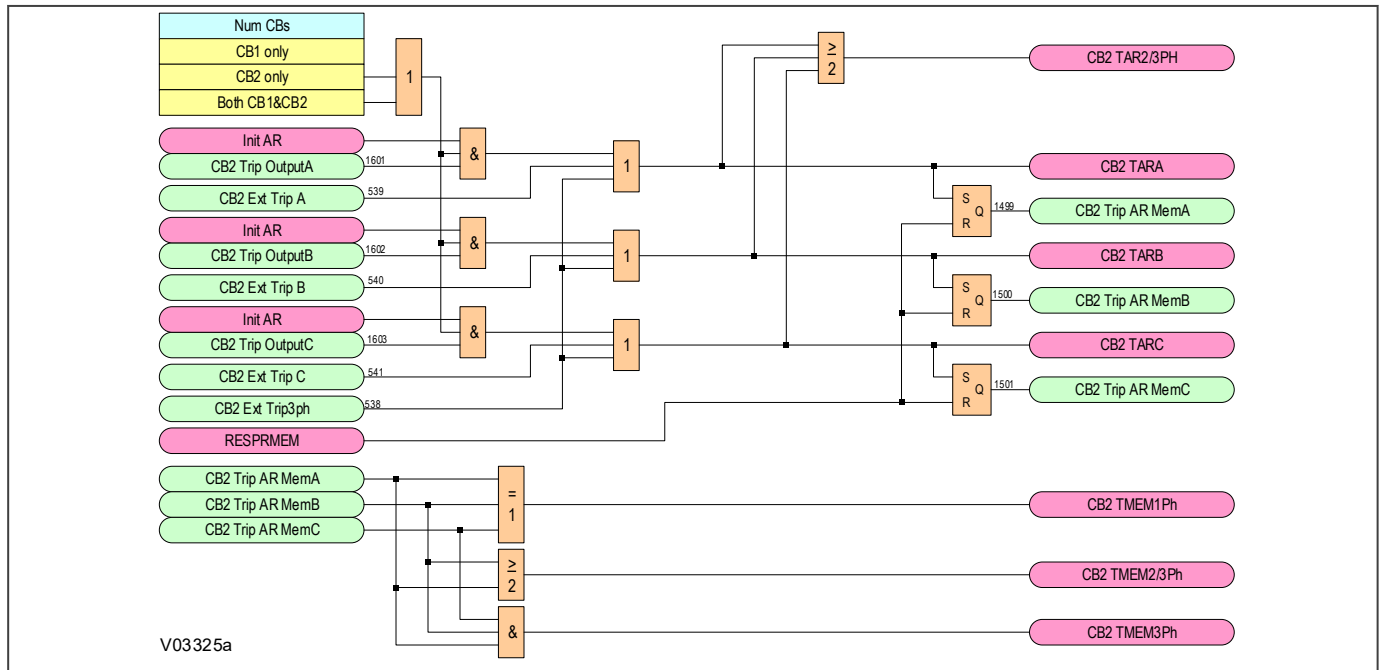 Num CBs
CB1 only
CB2 only
Both CB1&CB2
1
≥
2
CB2 TAR2/3PH
Init AR
CB2 Trip OutputA
1601
&
CB2 Ext Trip A
539
1
CB2 TARA
S
Q
R
1499
CB2 Trip AR MemA
Init AR
CB2 Trip OutputB
1602
&
CB2 Ext Trip B
540
1
CB2 TARB
S
Q
R
1500
CB2 Trip AR MemB
Init AR
CB2 Trip OutputC
1603
&
CB2 Ext Trip C
541
1
CB2 TARC
S
Q
R
1501
CB2 Trip AR MemC
CB2 Ext Trip3ph
538
RESPRMEM
CB2 Trip AR MemA
CB2 Trip AR MemB
CB2 Trip AR MemC
=
1
CB2 TMEM1Ph
≥
2
CB2 TMEM2/3Ph
&
CB2 TMEM3Ph
V03325a